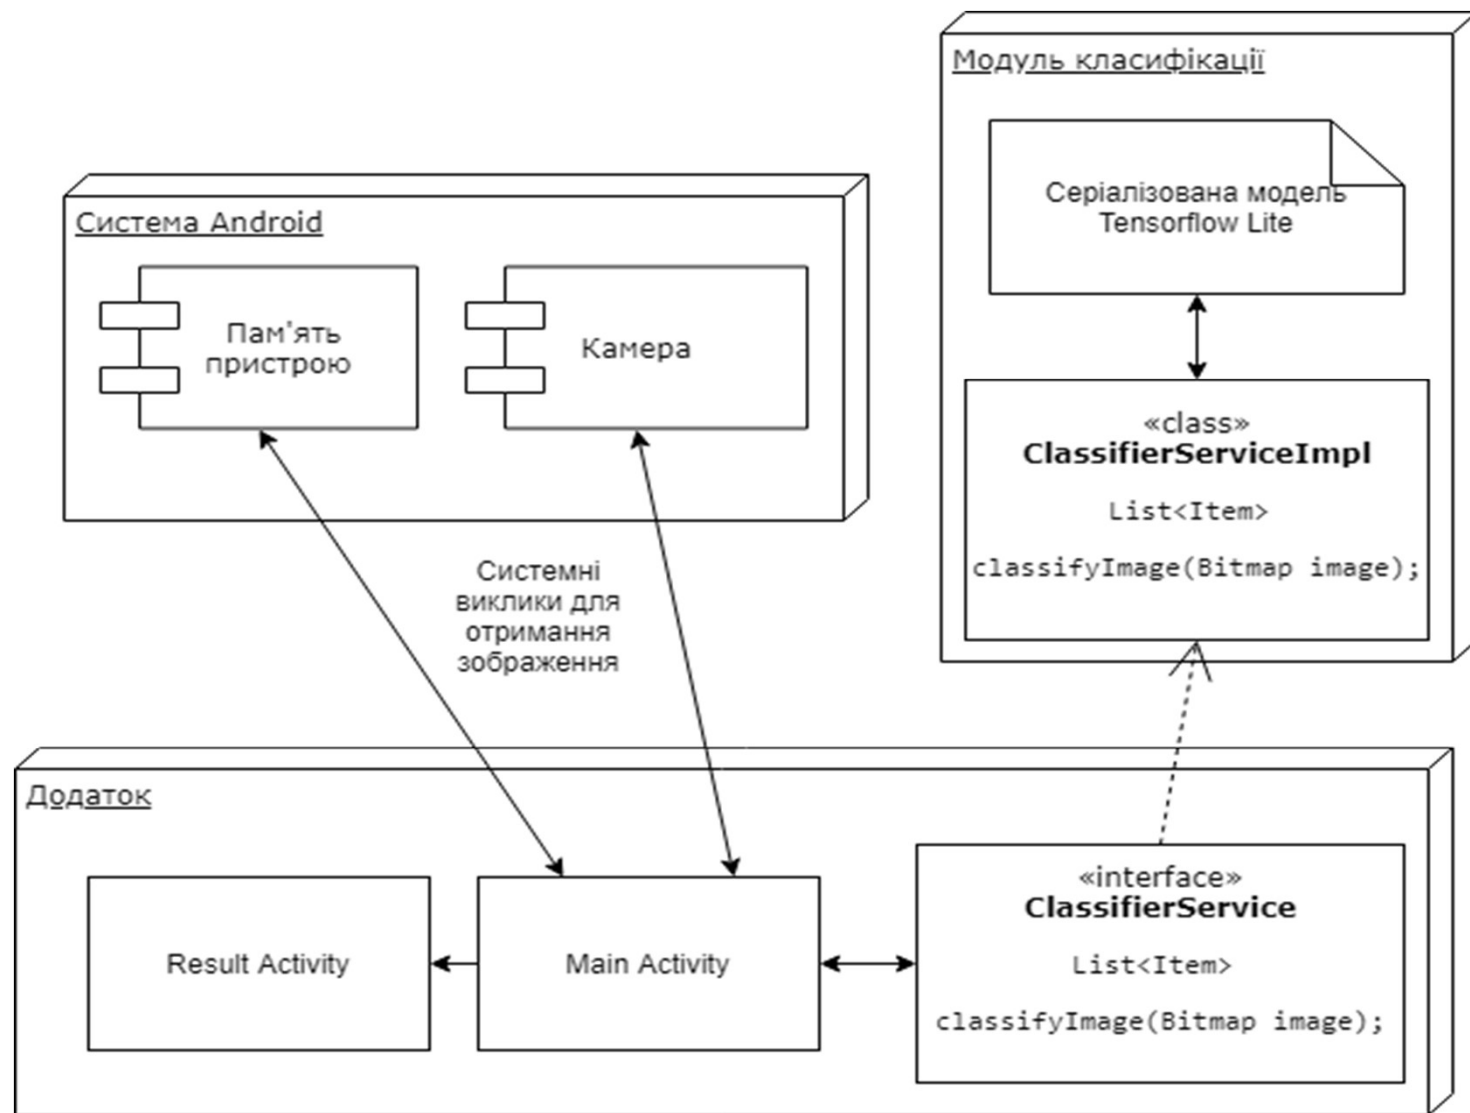 Модуль класифікації
Серіалізована модель
Tensorflow Lite
«class»
ClassifierServiceImpl
List<Item>
classifyImage(Bitmap image);
Система Android
Пам'ять
пристрою
Камера
Системні
виклики для
отримання
зображення
Додаток
Result Activity
Main Activity
«interface»
ClassifierService
List<Item>
classifyImage(Bitmap image);